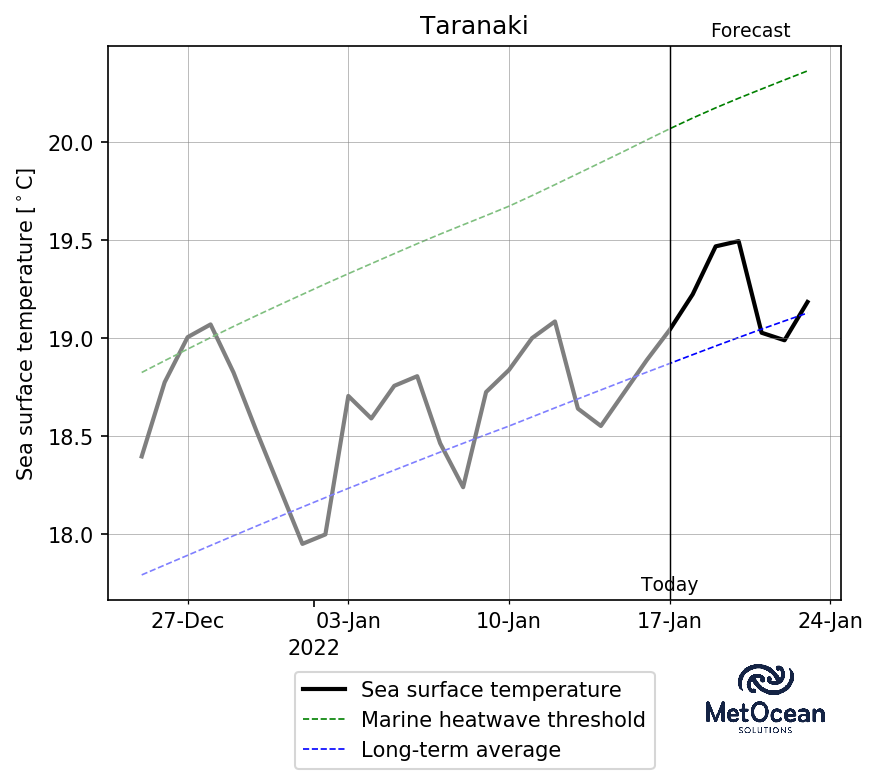 Taranaki
Forecast
Sea surface temperature [°C]
20.0
19.5
19.0
18.5
18.0
Today
27-Dec 03-Jan 10-Jan 17-Jan 24-Jan
2022
Sea surface temperature
Marine heatwave threshold
Long-term average
MetOcean
SOLUTIONS